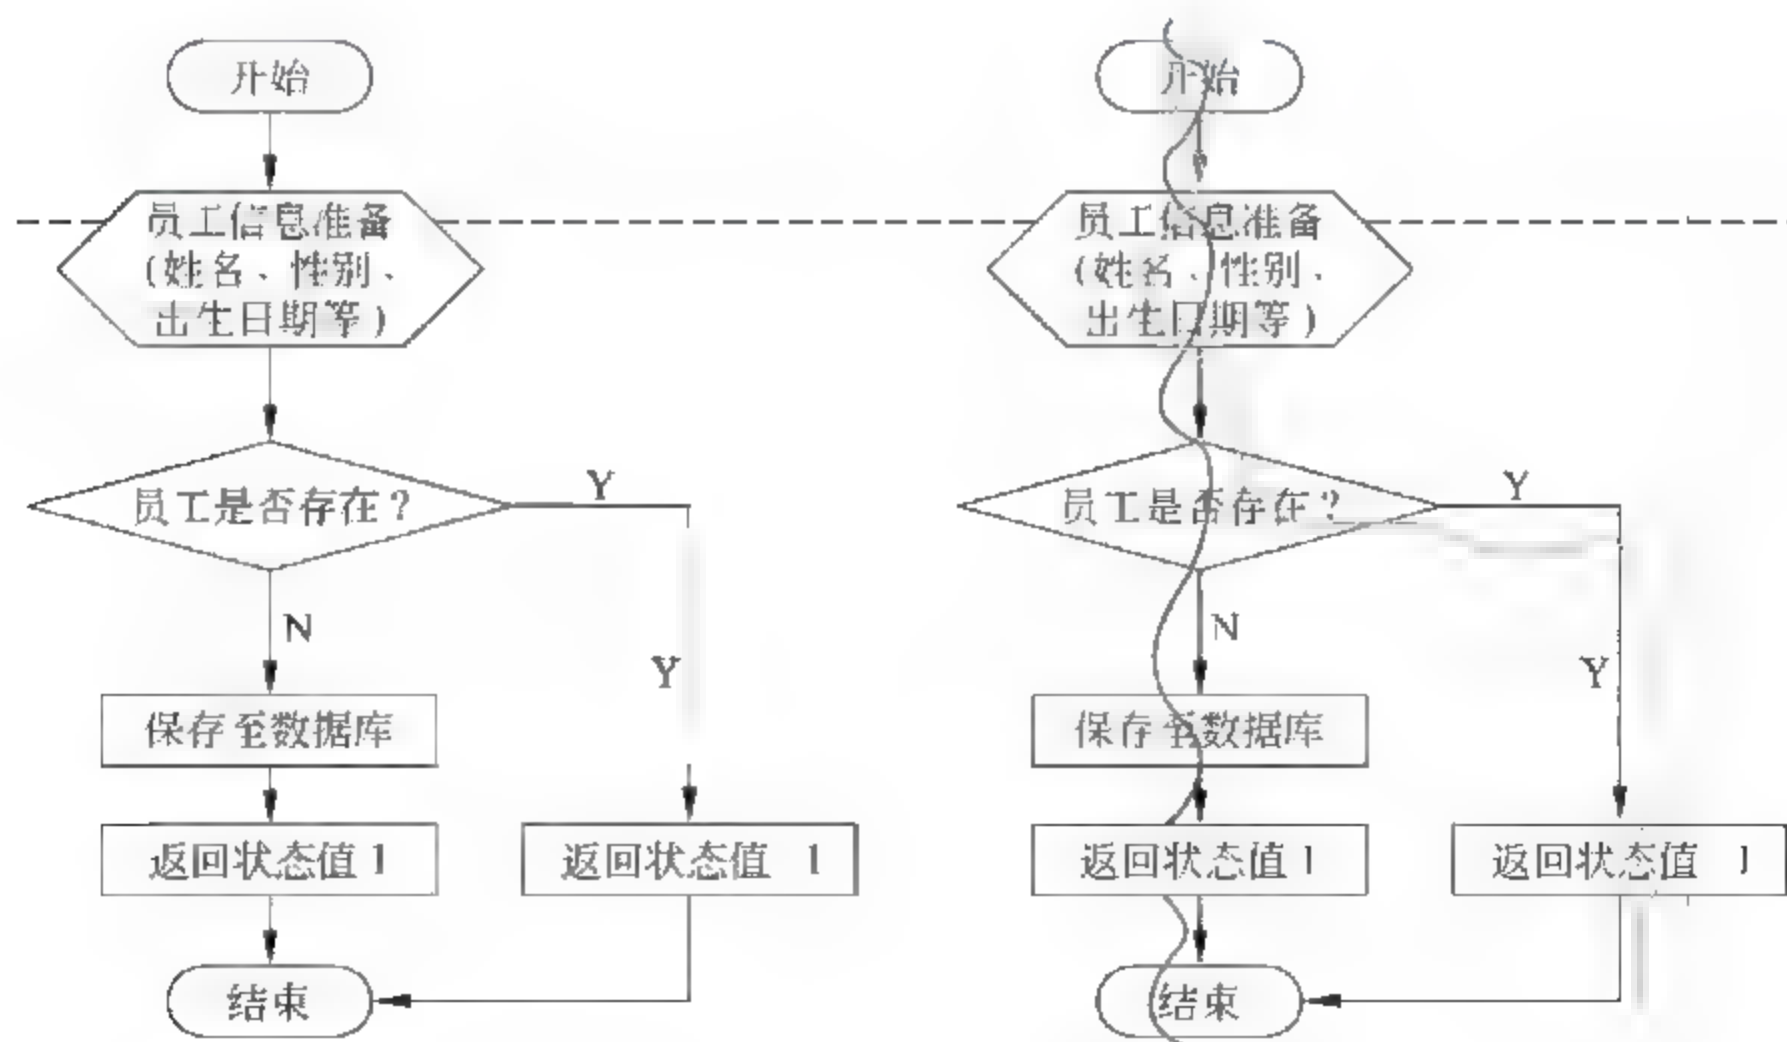 开始
员工信息准备
(姓名、性别、
出生日期等)
员工是否存在?
Y
N
Y
保存至数据库
返回状态值1
返回状态值 1
结束
开始
员工信息准备
(姓名、性别、
出生日期等)
员工是否存在?
Y
N
Y
保存至数据库
返回状态值1
返回状态值 1
结束